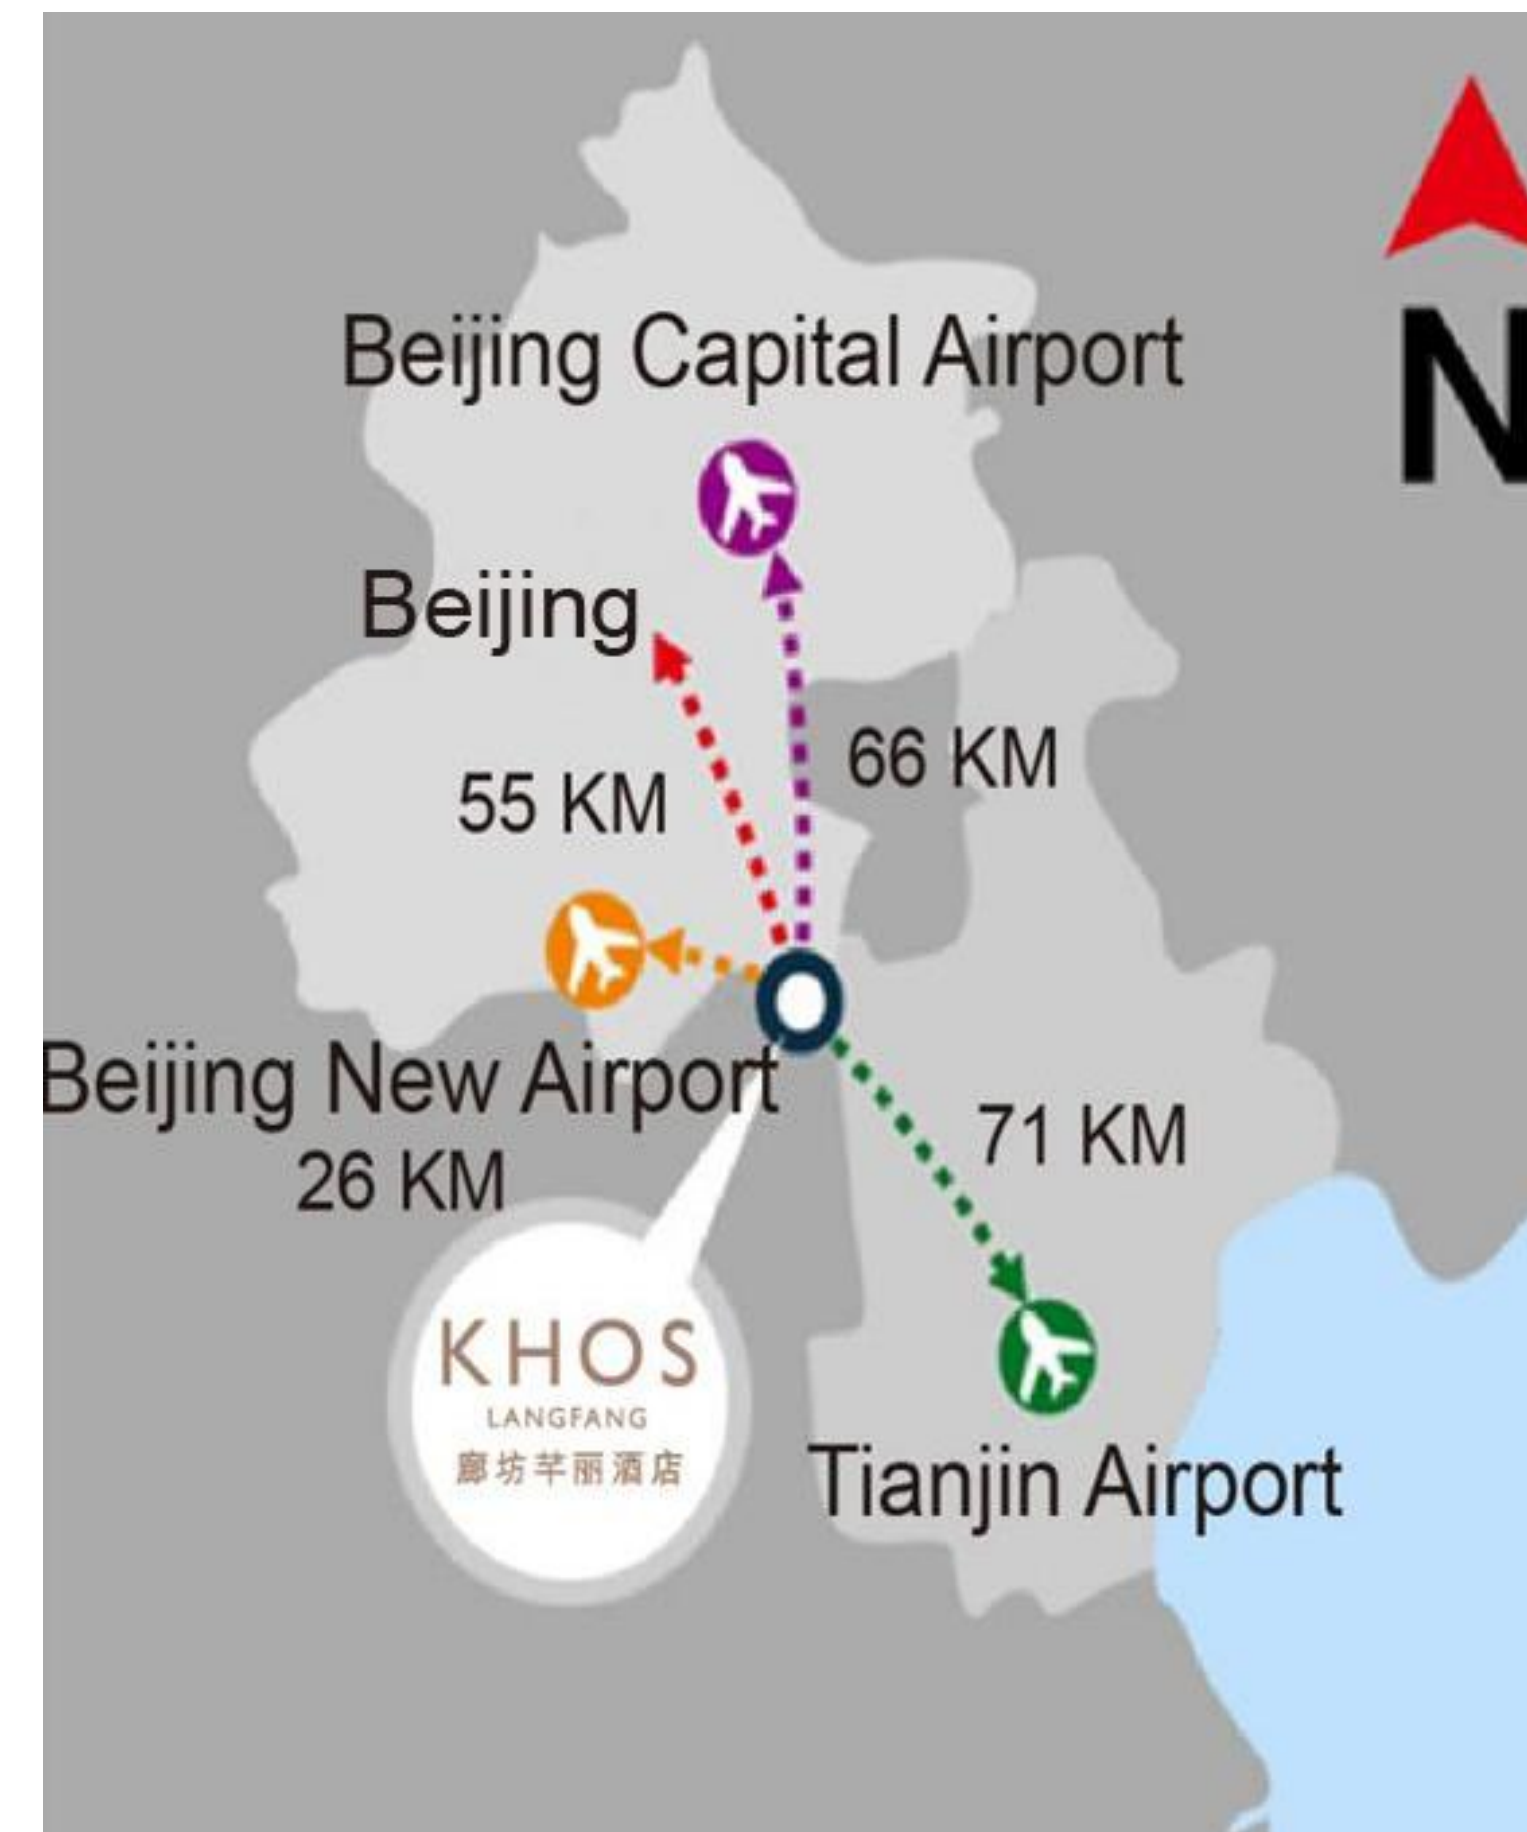 Beijing Capital Airport
N
Beijing
66 KM
55 KM
Beijing New Airport
26 KM
71 KM
KHOS
LANGFANG
廊坊芊丽酒店
Tianjin Airport